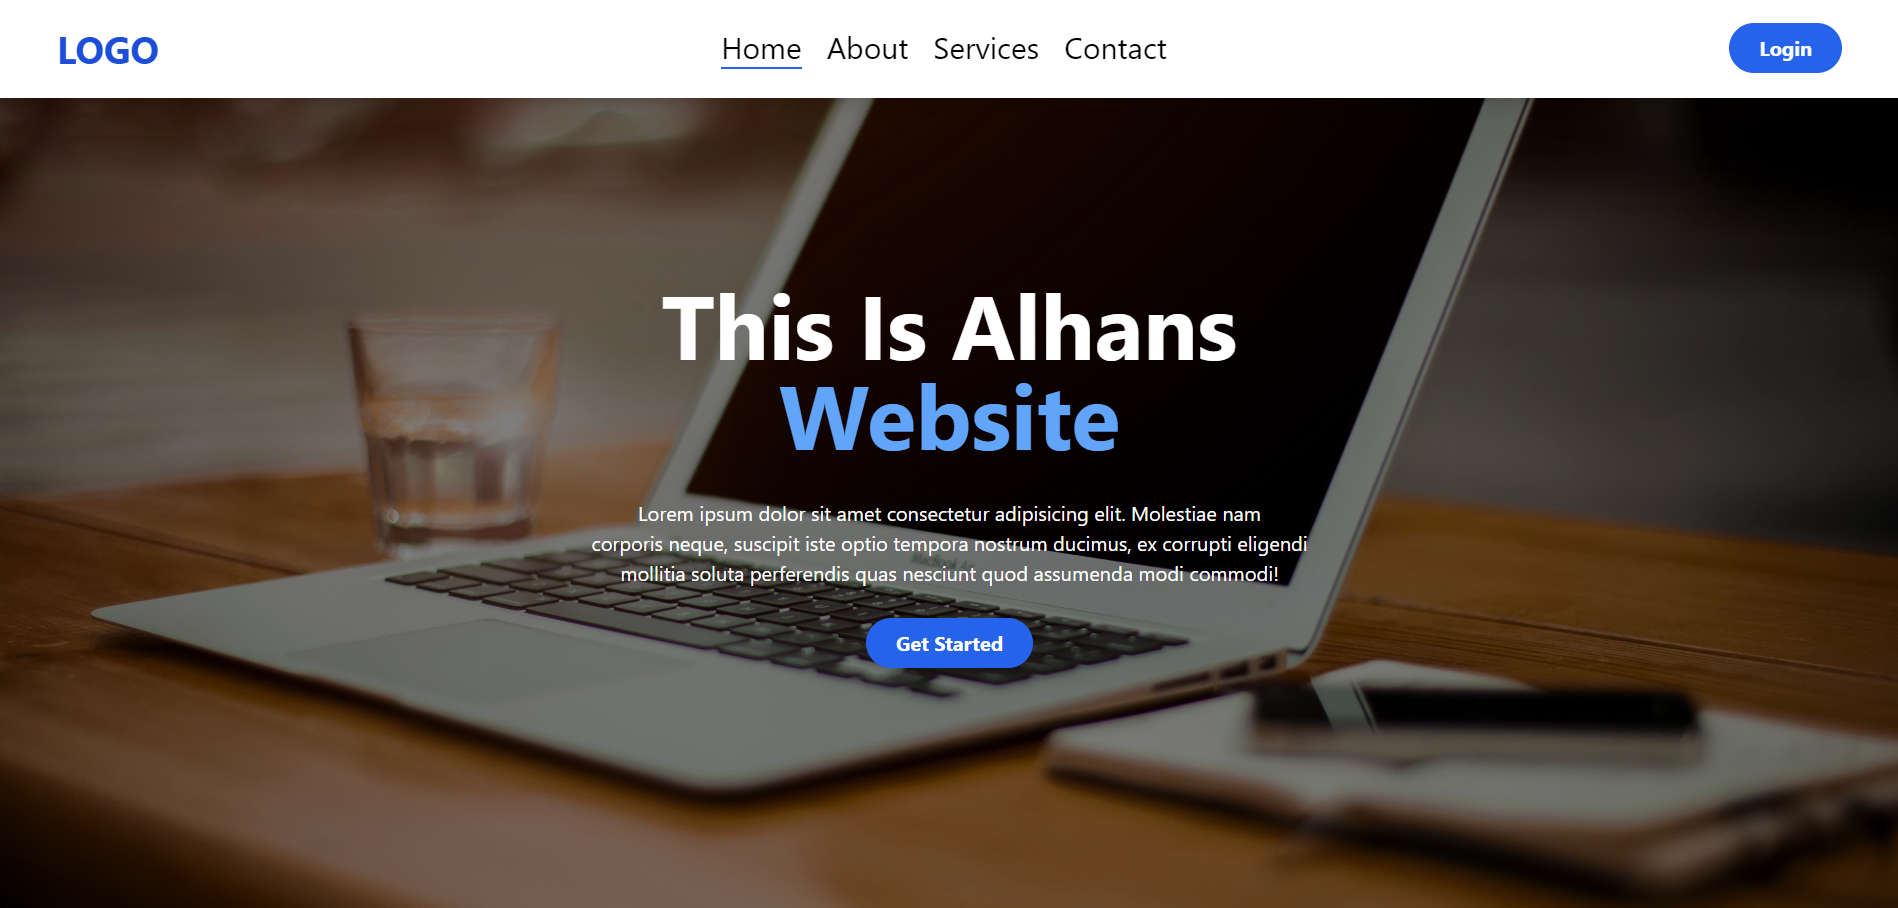 LOGO
Home About Services Contact
Login
This Is Alhans
Website
Lorem ipsum dolor sit amet consectetur adipisicing elit. Molestiae nam
corporis neque, suscipit iste optio tempora nostrum ducimus, ex corrupti eligendi
mollitia soluta perferendis quas nesciunt quod assumenda modi commodi!
Get Started